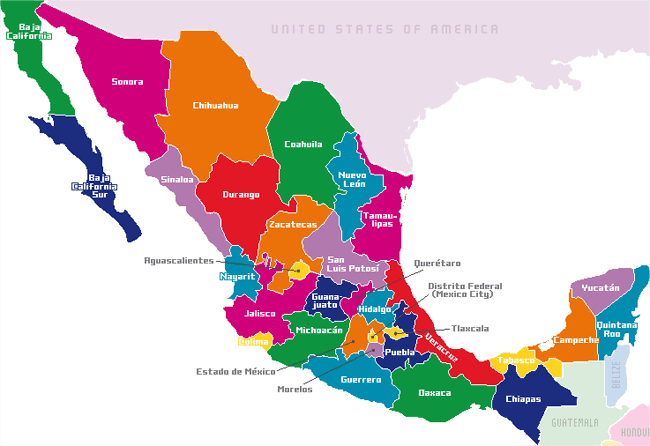 Baja
California
UNITED STATES OF AMERICA
Sonora
Chihuahua
Coahuila
Nuevo
León
Sinaloa
Baja
California
Sur
Durango
Tamau-
lipas
Zacatecas
San
Luis Potosí
Aguascalientes
Querétaro
Nayarit
Distrito Federal
(Mexico City)
Yucatán
Guana-
juato
Hidalgo
Jalisco
Quintana
Roo
Michoacán
Tlaxcala
Campeche
Colima
Veracruz
Puebla
Tabasco
Estado de México
BELIZE
Guerrero
Morelos
Oaxaca
Chiapas
GUATEMALA
HONDU